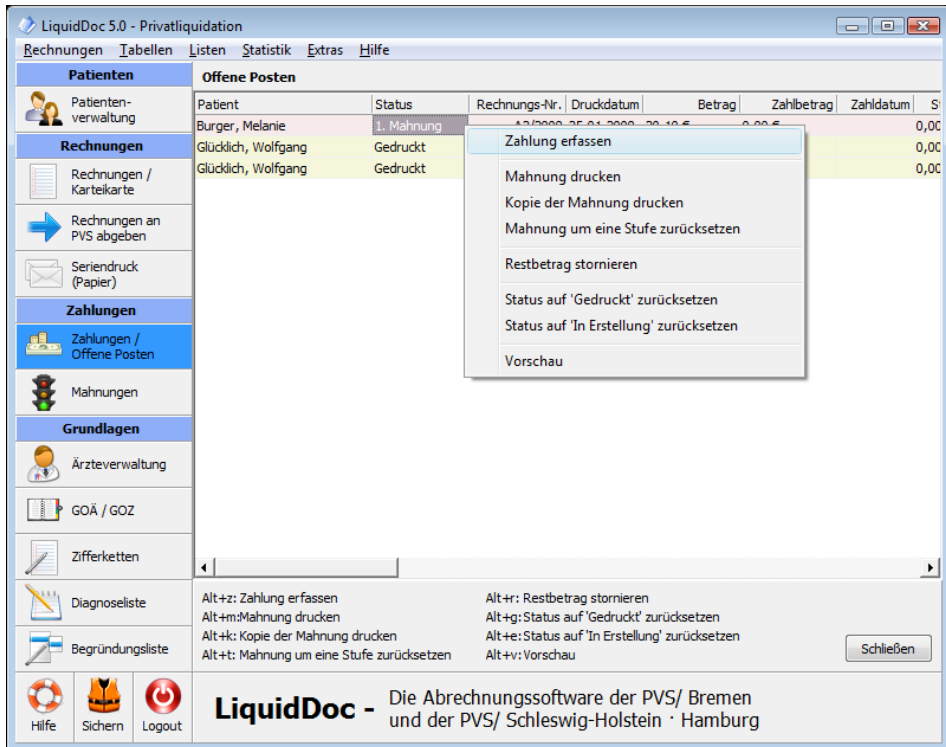 LiquidDoc 5.0 - Privatliquidation
Rechnungen Tabellen Listen Statistik Extras Hilfe
Patienten
Patienten-
verwaltung
Rechnungen
Rechnungen /
Karteikarte
Rechnungen an
PVS abgeben
Seriendruck
(Papier)
Zahlungen
Zahlungen /
Offene Posten
Mahnungen
Grundlagen
Ärzteverwaltung
GOÄ / GOZ
Zifferketten
Diagnoseliste
Begründungsliste
Hilfe Sichern Logout
Offene Posten
Patient Status Rechnungs-Nr. Druckdatum Betrag Zahlbetrag Zahldatum S
Burger, Melanie 1. Mahnung 0,00
Glücklich, Wolfgang Gedruckt 0,00
Glücklich, Wolfgang Gedruckt 0,00
Zahlung erfassen
Mahnung drucken
Kopie der Mahnung drucken
Mahnung um eine Stufe zurücksetzen
Restbetrag stornieren
Status auf 'Gedruckt' zurücksetzen
Status auf 'In Erstellung' zurücksetzen
Vorschau
Alt+z: Zahlung erfassen
Alt+m:Mahnung drucken
Alt+k: Kopie der Mahnung drucken
Alt+t: Mahnung um eine Stufe zurücksetzen
Alt+r: Restbetrag stornieren
Alt+g:Status auf 'Gedruckt' zurücksetzen
Alt+e:Status auf 'In Erstellung' zurücksetzen
Alt+v:Vorschau
Schließen
LiquidDoc - Die Abrechnungssoftware der PVS/ Bremen
und der PVS/ Schleswig-Holstein · Hamburg